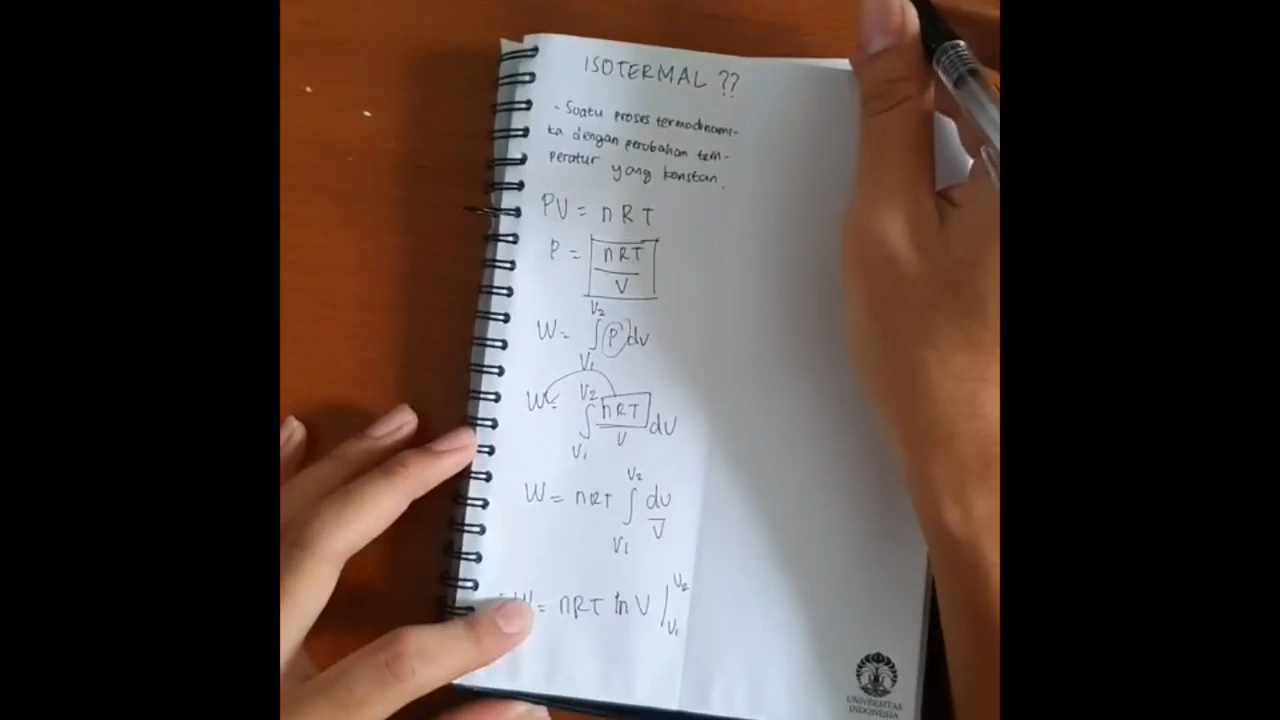 ISOTERMAL ??
- Suatu proses termodinami-
ka dengan perubahan tem-
peratur yang konstan.
PV = nRT
P = nRT
V
V2
W = ∫ P dv
V1
W = V2
∫ nRT dv
V1 V
V2
W = nRT ∫ dv
V1 V
W = nRT ln V | V2
V1
UNIVERSITAS
INDONESIA